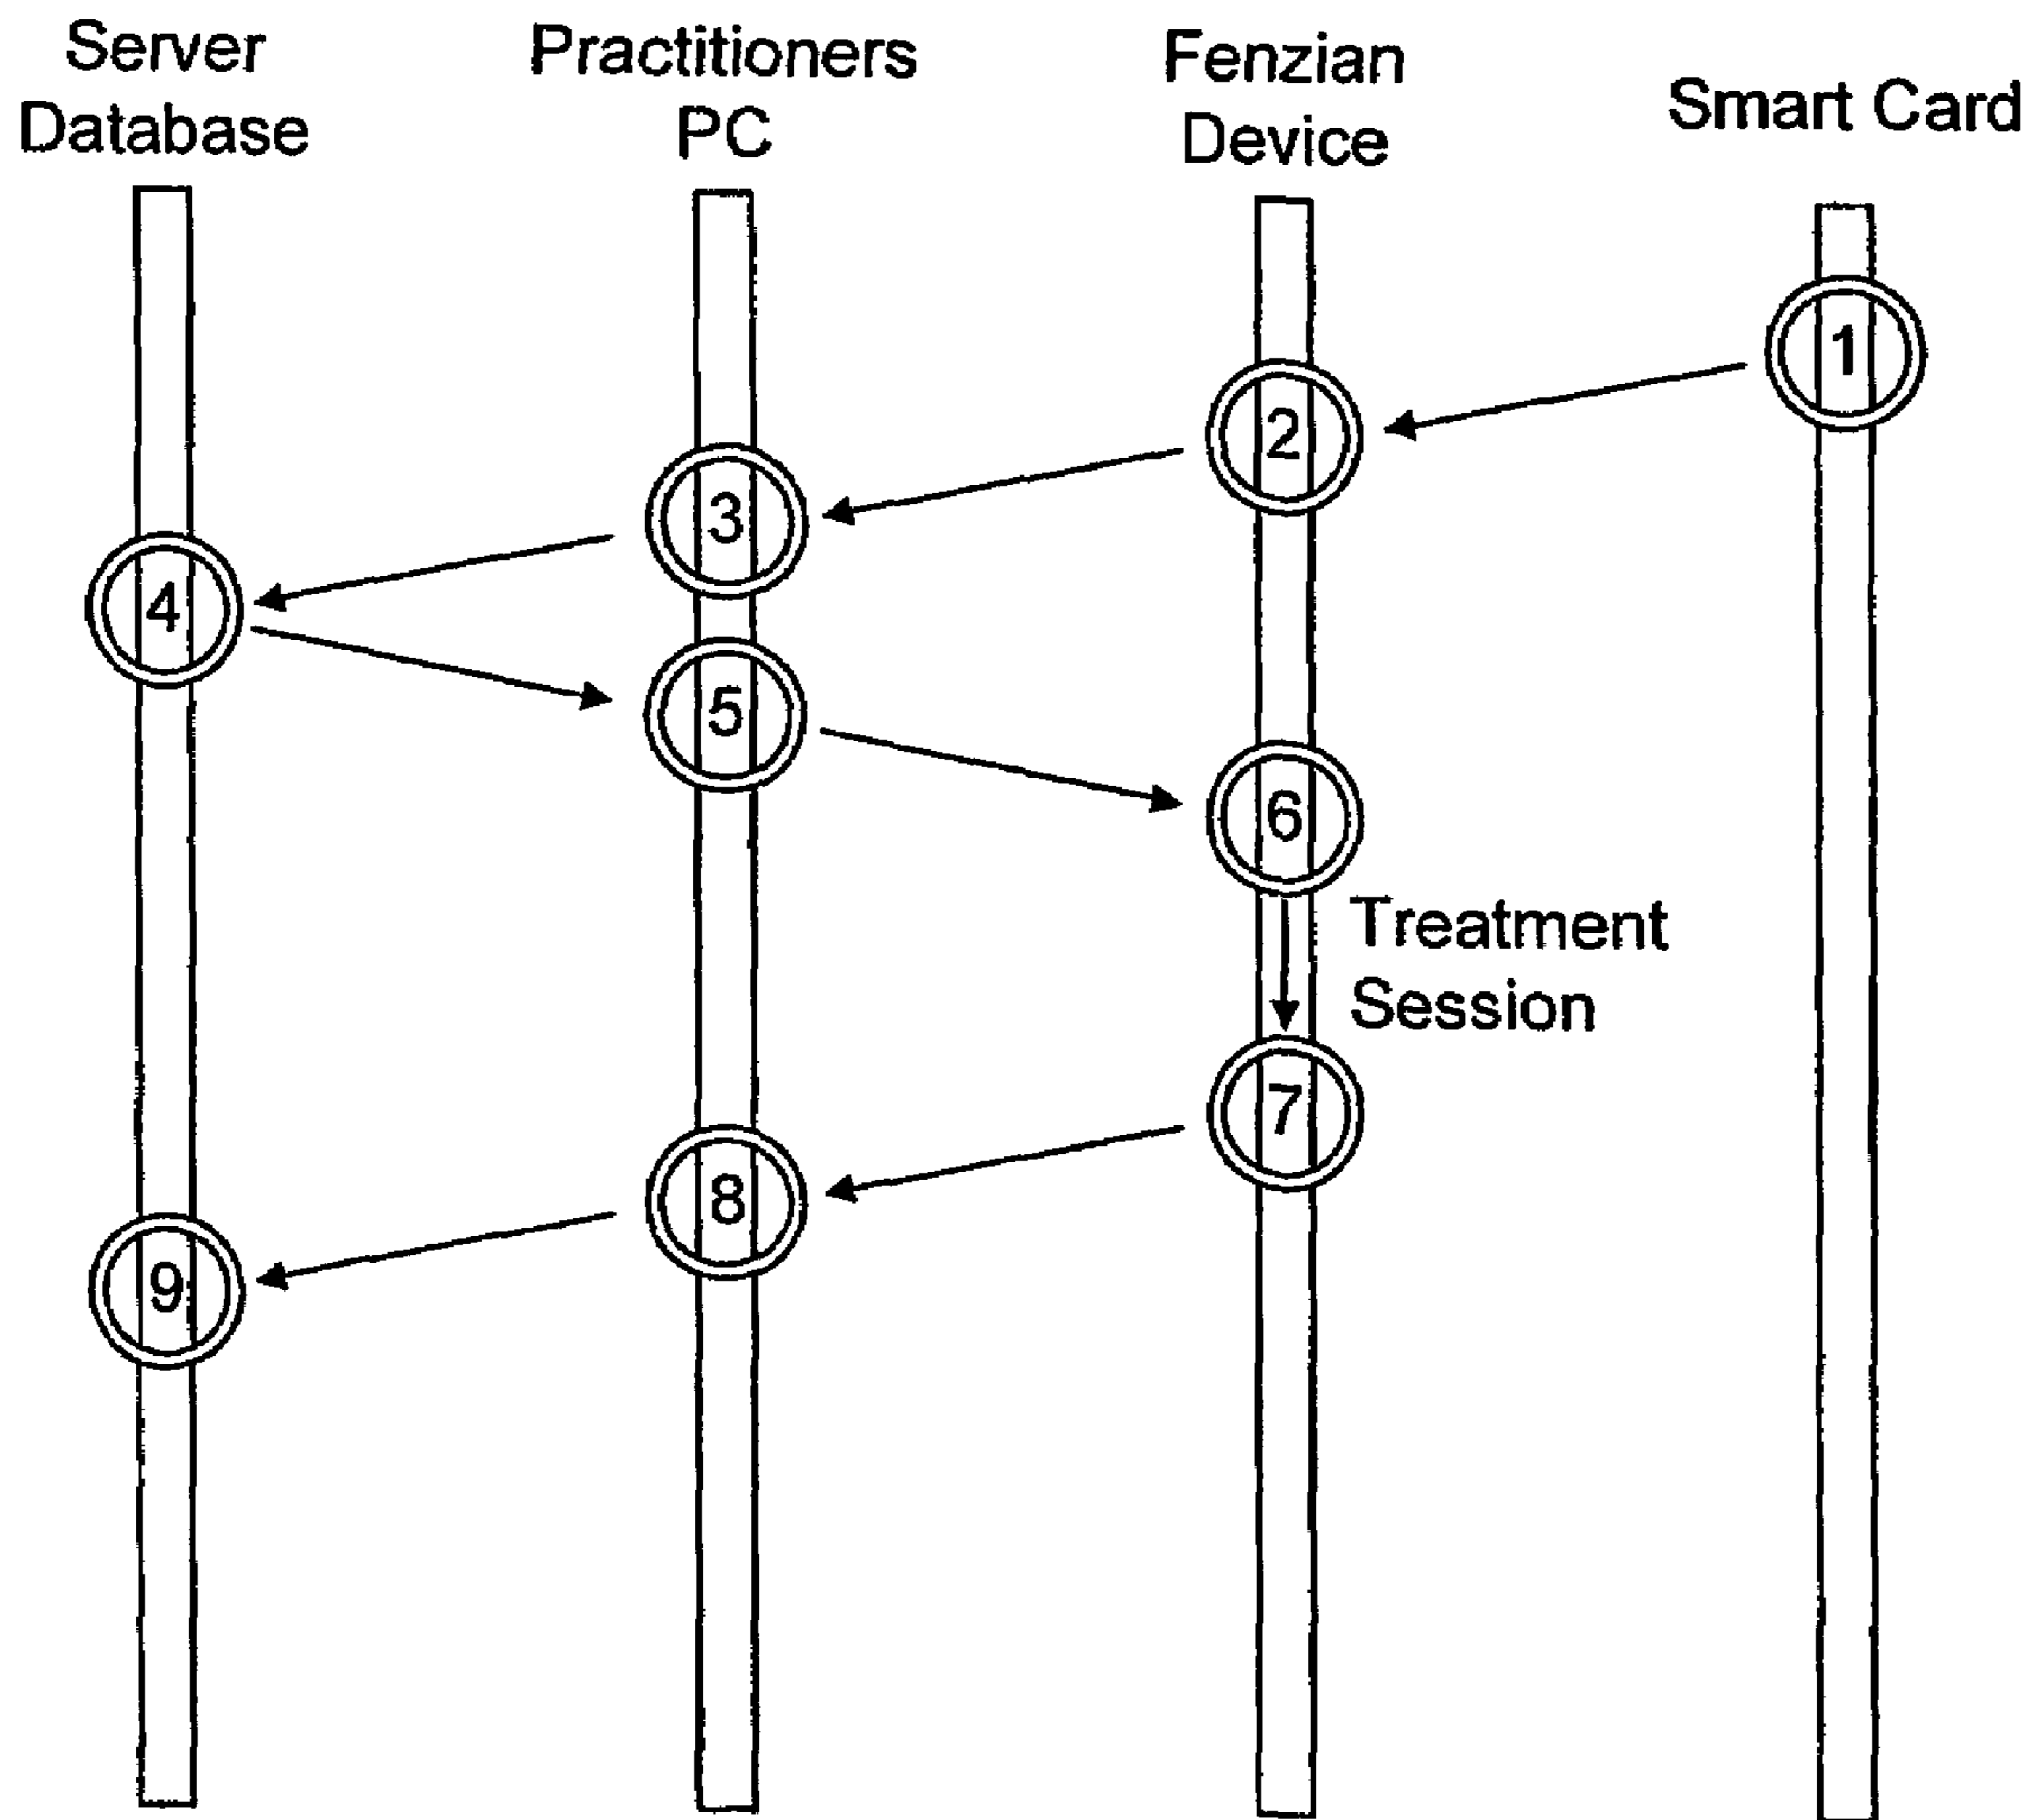 Server
Database
Practitioners
PC
Fenzian
Device
Smart Card
1
2
3
4
5
6
Treatment
Session
7
8
9